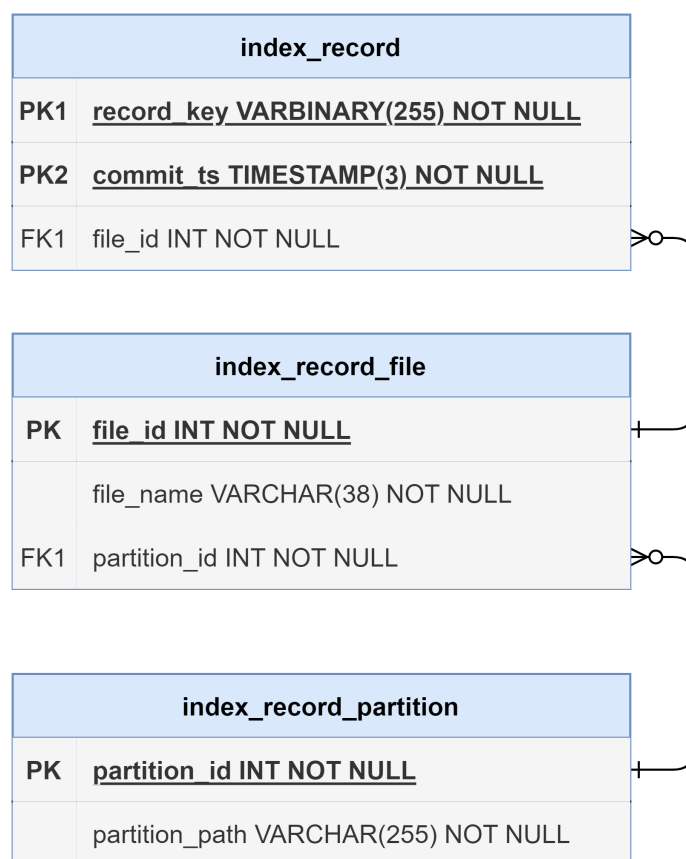 index_record
PK1 record_key VARBINARY(255) NOT NULL
PK2 commit_ts TIMESTAMP(3) NOT NULL
FK1 file_id INT NOT NULL
index_record_file
PK file_id INT NOT NULL
file_name VARCHAR(38) NOT NULL
FK1 partition_id INT NOT NULL
index_record_partition
PK partition_id INT NOT NULL
partition_path VARCHAR(255) NOT NULL